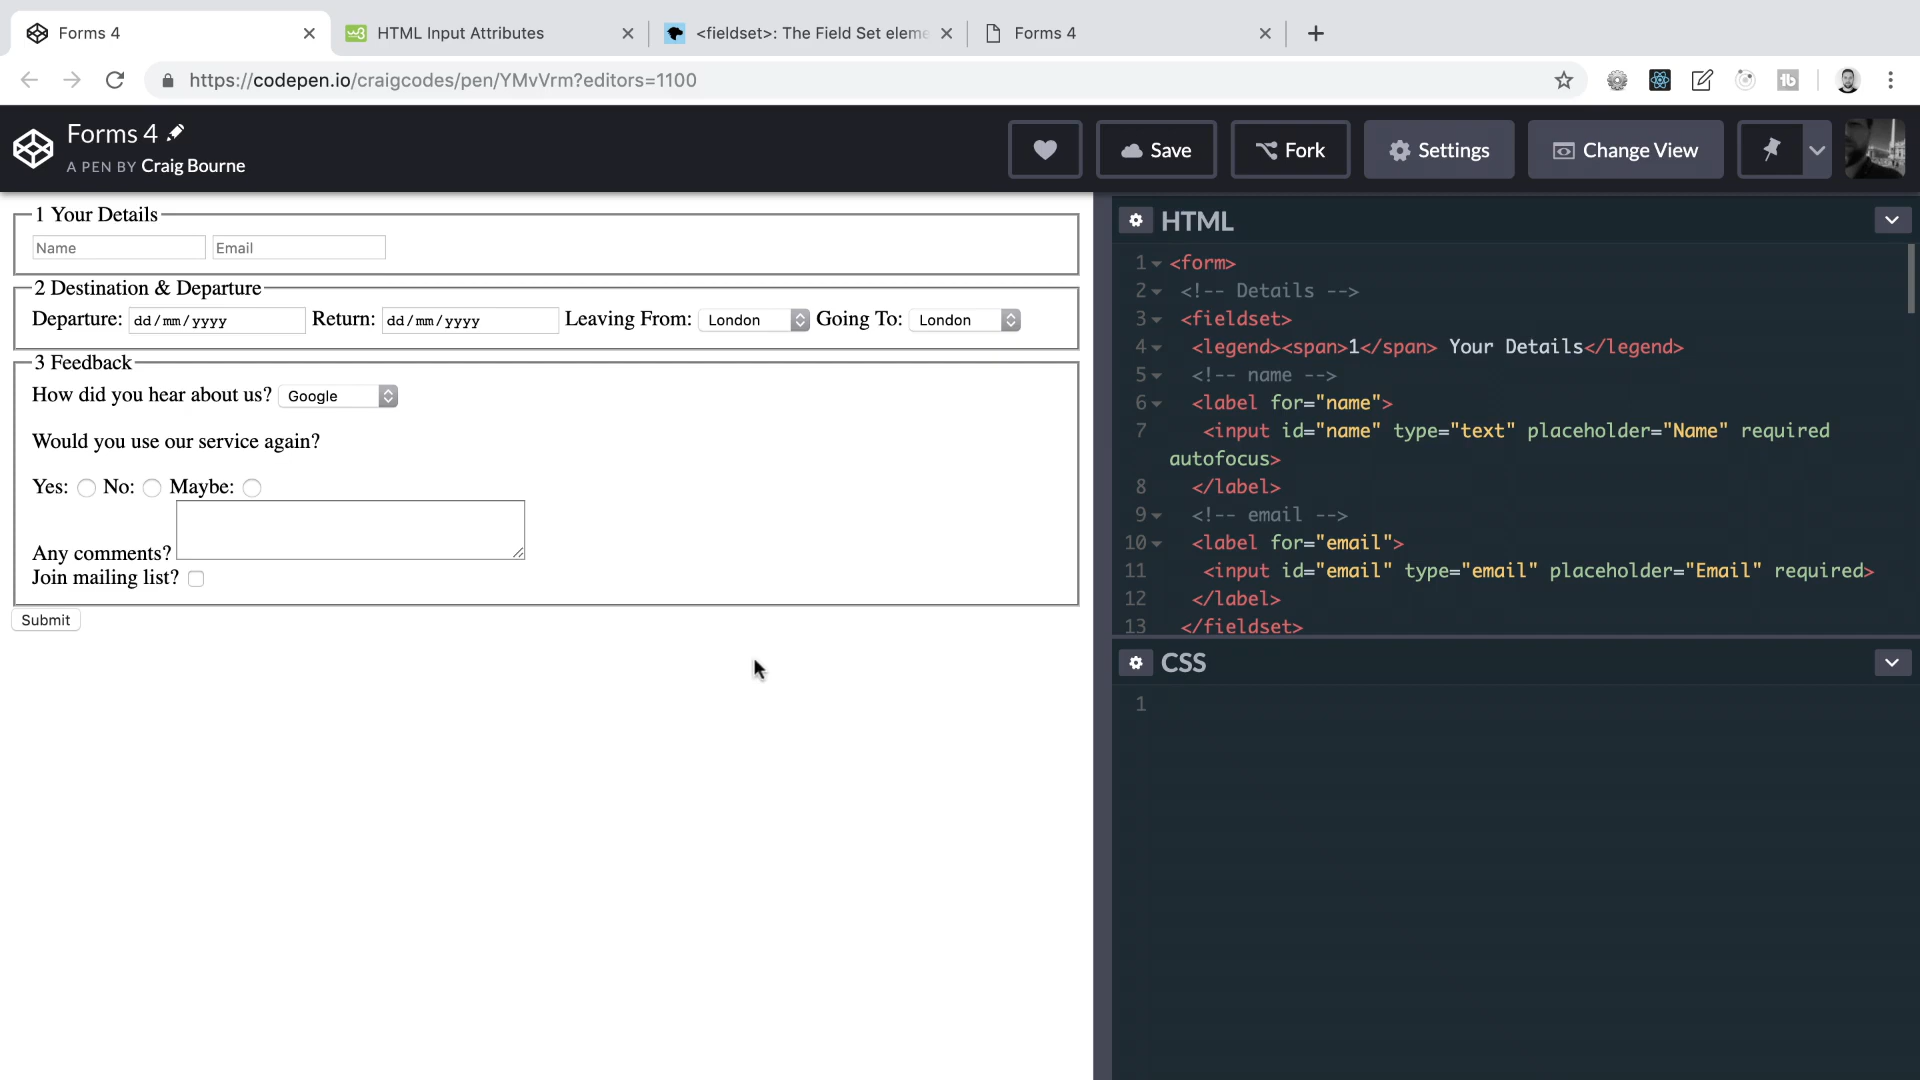 Forms 4
HTML Input Attributes
<fieldset>: The Field Set eleme
Forms 4
https://codepen.io/craigcodes/pen/YMvVrm?editors=1100
Forms 4
A PEN BY Craig Bourne
Save
Fork
Settings
Change View
1 Your Details
Name
Email
2 Destination & Departure
Departure: dd/mm/yyyy Return: dd/mm/yyyy Leaving From: London Going To: London
3 Feedback
How did you hear about us? Google
Would you use our service again?
Yes: No: Maybe:
Any comments?
Join mailing list?
Submit
HTML
1 <form>
2 <!-- Details -->
3 <fieldset>
4 <legend><span>1</span> Your Details</legend>
5 <!-- name -->
6 <label for="name">
7 <input id="name" type="text" placeholder="Name" required
autofocus>
8 </label>
9 <!-- email -->
10 <label for="email">
11 <input id="email" type="email" placeholder="Email" required>
12 </label>
13 </fieldset>
CSS
1